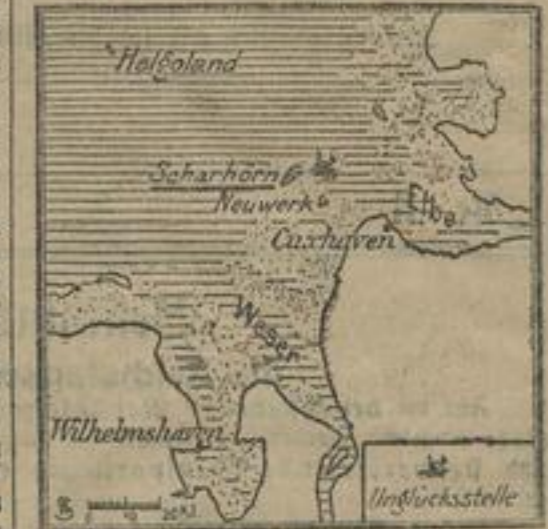 Helgoland
Scharhörn
Neuwerk
Elbe
Cuxhaven
Weser
Wilhelmshaven
Unglücksstelle